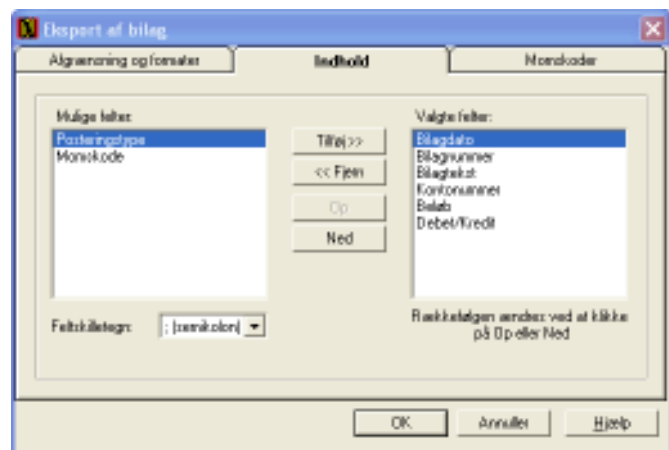 Eksport af bilag
Afgrænsning og formater
Indhold
Momskoder
Mulige felter:
Posteringstype
Momskode
Tilføj >>
<< Fjern
Op
Ned
Valgte felter:
Bilagdato
Bilagnummer
Bilagtekst
Kontonummer
Beløb
Debet/Kredit
Feltskilletegn:
; (semikolon)
Rækkefølgen ændres ved at klikke
på Op eller Ned
OK
Annuller
Hjælp